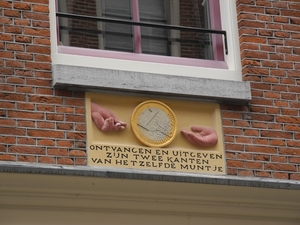 ONTVANGEN EN UITGEVEN
ZIJN TWEE KANTEN
VAN HETZELFDE MUNTJE